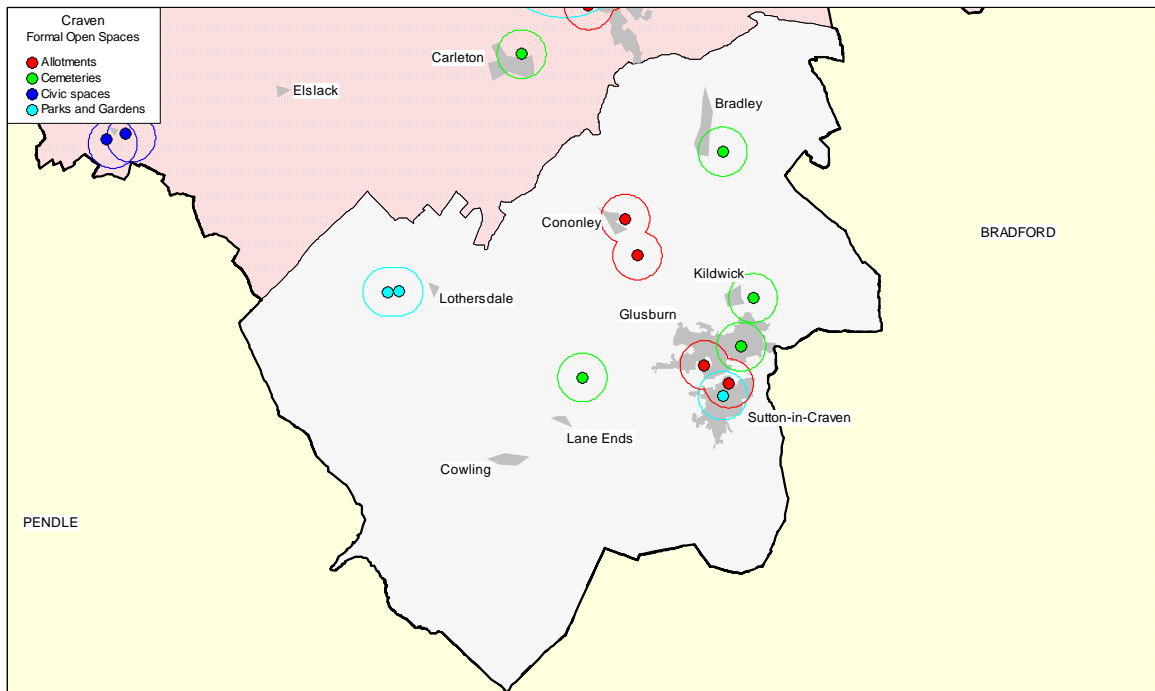 Craven
Formal Open Spaces
Allotments
Cemeteries
Civic spaces
Parks and Gardens
Carleton
Elslack
Bradley
Cononley
BRADFORD
Kildwick
Lothersdale
Glusburn
Sutton-in-Craven
Lane Ends
Cowling
PENDLE